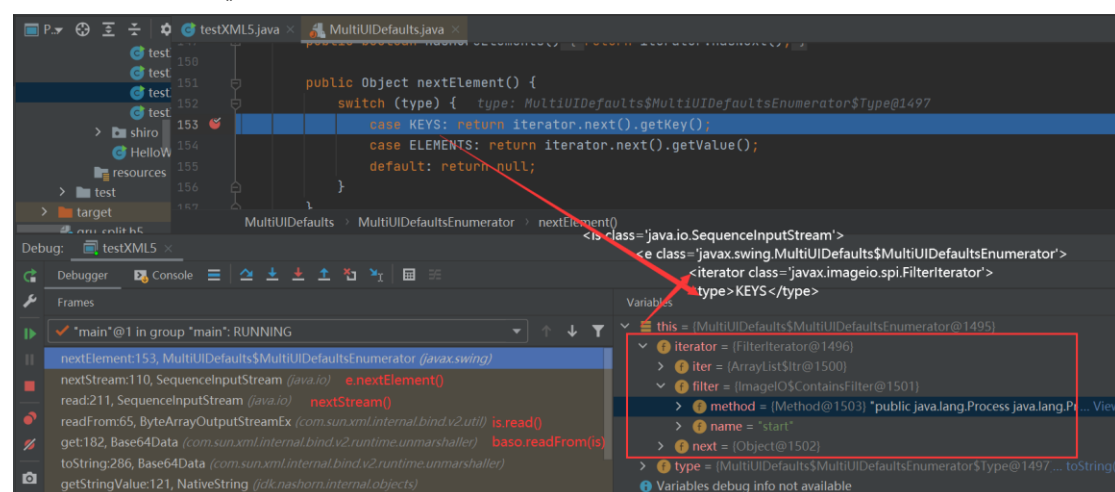 P...
testXML5.java ×
MultiUIDefaults.java ×
test
test
test
test
shiro
HelloW
resources
test
target
150
151 public Object nextElement() {
152 switch (type) { type: MultiUIDefaults$MultiUIDefaultsEnumerator$Type@1497
153 case KEYS: return iterator.next().getKey();
154 case ELEMENTS: return iterator.next().getValue();
155 default: return null;
156 }
157 }
MultiUIDefaults > MultiUIDefaultsEnumerator > nextElement()
<is class='java.io.SequenceInputStream'>
<e class='javax.swing.MultiUIDefaults$MultiUIDefaultsEnumerator'>
<iterator class='javax.imageio.spi.FilterIterator'>
<type>KEYS</type>
Debug: testXML5 ×
Debugger Console
Frames
"main"@1 in group "main": RUNNING
nextElement:153, MultiUIDefaults$MultiUIDefaultsEnumerator (javax.swing)
nextStream:110, SequenceInputStream (java.io) e.nextElement()
read:211, SequenceInputStream (java.io) nextStream()
readFrom:65, ByteArrayOutputStreamEx (com.sun.xml.internal.bind.v2.util) is.read()
get:182, Base64Data (com.sun.xml.internal.bind.v2.runtime.unmarshaller) baso.readFrom(is)
toString:286, Base64Data (com.sun.xml.internal.bind.v2.runtime.unmarshaller)
getStringValue:121, NativeString (jdk.nashorn.internal.objects)
Variables
this = {MultiUIDefaults$MultiUIDefaultsEnumerator@1495}
iterator = {FilterIterator@1496}
iter = {ArrayList$Itr@1500}
filter = {ImageIO$ContainsFilter@1501}
method = {Method@1503} "public java.lang.Process java.lang.Pr... View
name = "start"
next = {Object@1502}
type = {MultiUIDefaults$MultiUIDefaultsEnumerator$Type@1497 ... toString(
Variables debug info not available